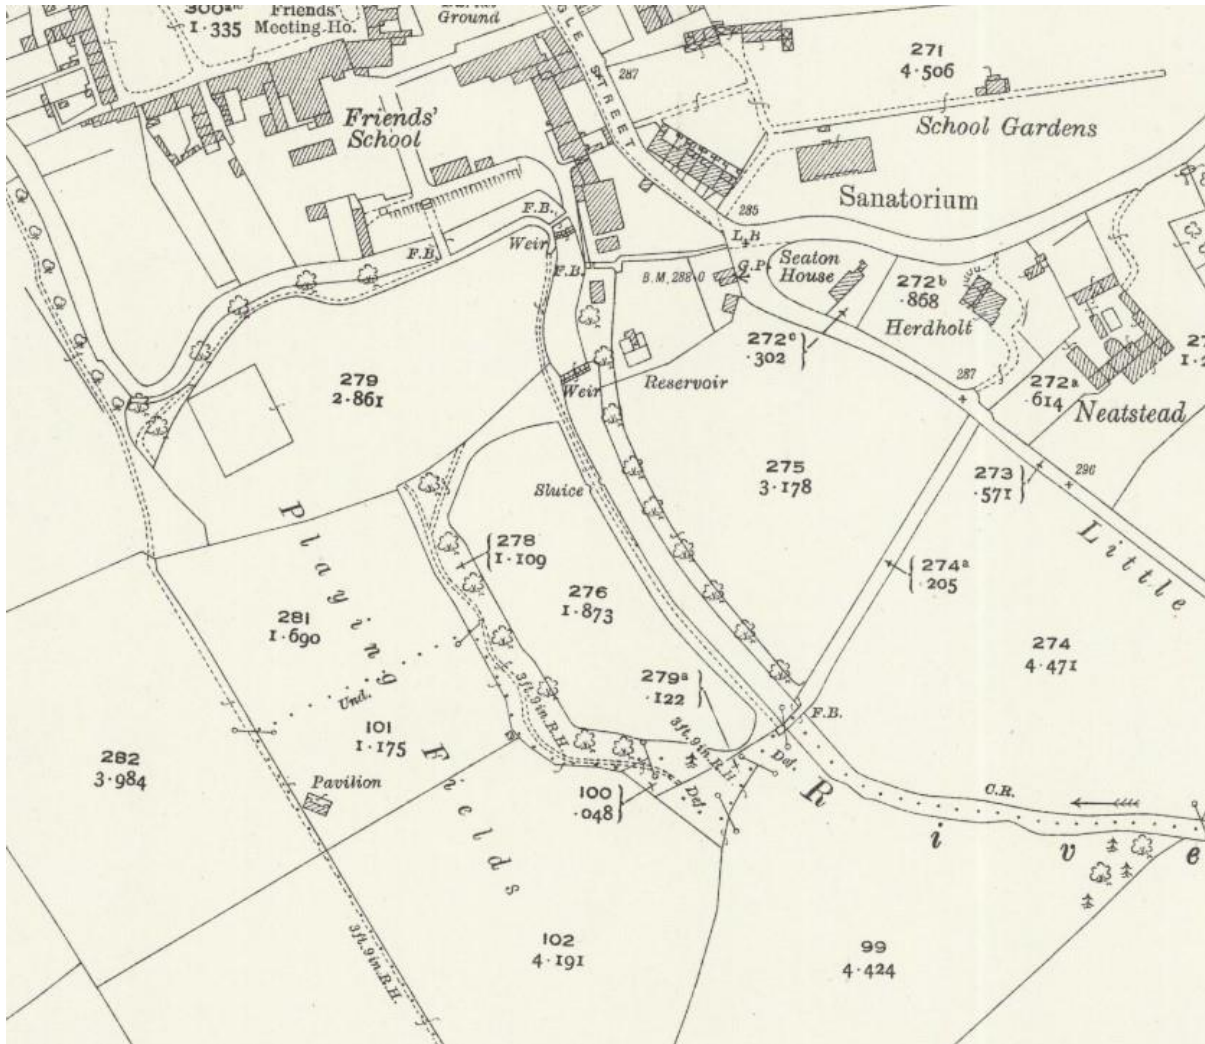 1.335
Friends'
Meeting-Ho.
Ground
GLE STREET
287
271
4.506
School Gardens
Friends'
School
Sanatorium
285
F.B.
Weir
F.B.
F.B.
L.B
G.P.
B.M. 288.0
Seaton
House
272b
.868
Herdholt
272c
.302
287
272a
.614
Neatstead
279
2.861
Weir
Reservoir
275
3.178
273
.571
296
Little
Sluice
Playing
Fields
278
1.109
276
1.873
274a
.205
281
1.690
274
4.471
279a
.122
3ft.9in.R.H.
3ft.9in.R.H
F.B.
Und.
101
1.175
282
3.984
Pavilion
100
.048
Def.
Def.
C.R.
Rive
102
4.191
99
4.424
3ft.9in.R.H.